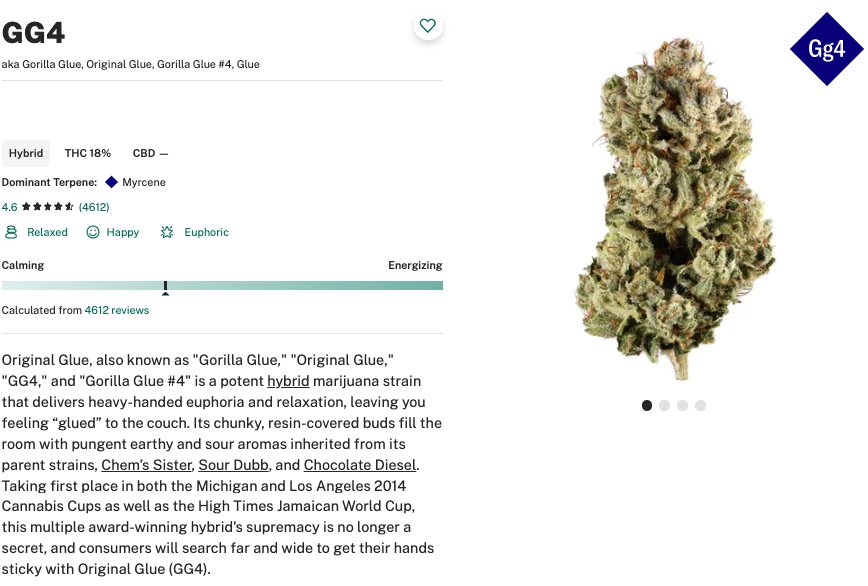 GG4
aka Gorilla Glue, Original Glue, Gorilla Glue #4, Glue
Gg4
Hybrid THC 18% CBD —
Dominant Terpene: Myrcene
4.6 (4612)
Relaxed Happy Euphoric
Calming Energizing
Calculated from 4612 reviews
Original Glue, also known as "Gorilla Glue," "Original Glue,"
"GG4," and "Gorilla Glue #4" is a potent hybrid marijuana strain
that delivers heavy-handed euphoria and relaxation, leaving you
feeling “glued” to the couch. Its chunky, resin-covered buds fill the
room with pungent earthy and sour aromas inherited from its
parent strains, Chem’s Sister, Sour Dubb, and Chocolate Diesel.
Taking first place in both the Michigan and Los Angeles 2014
Cannabis Cups as well as the High Times Jamaican World Cup,
this multiple award-winning hybrid's supremacy is no longer a
secret, and consumers will search far and wide to get their hands
sticky with Original Glue (GG4).